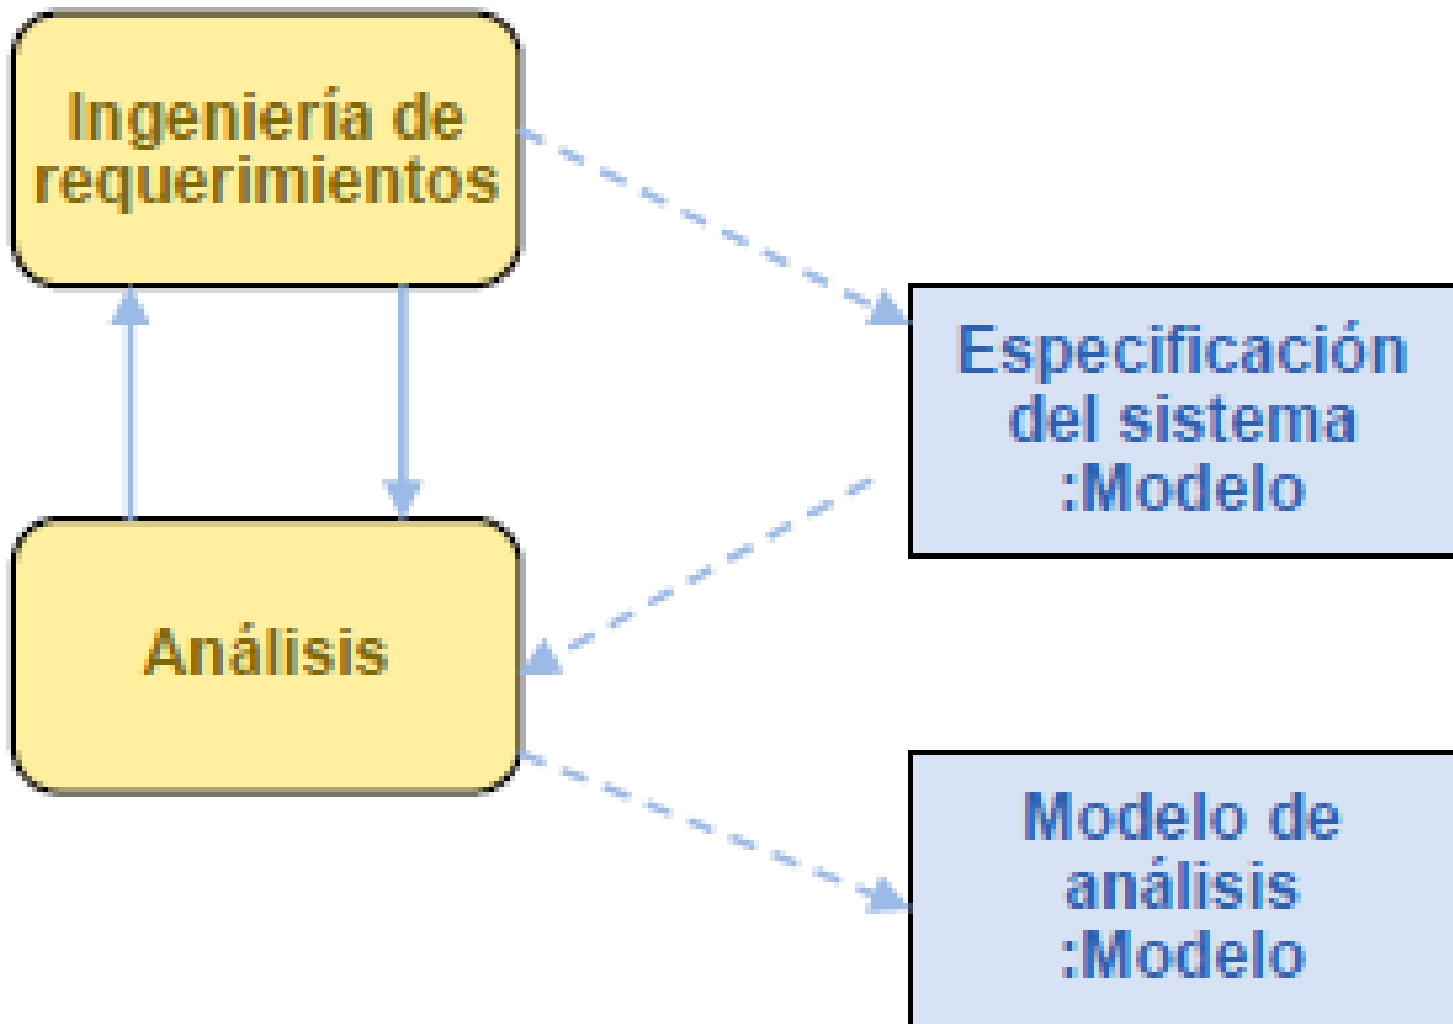 Ingeniería de
requerimientos
Especificación
del sistema
:Modelo
Análisis
Modelo de
análisis
:Modelo